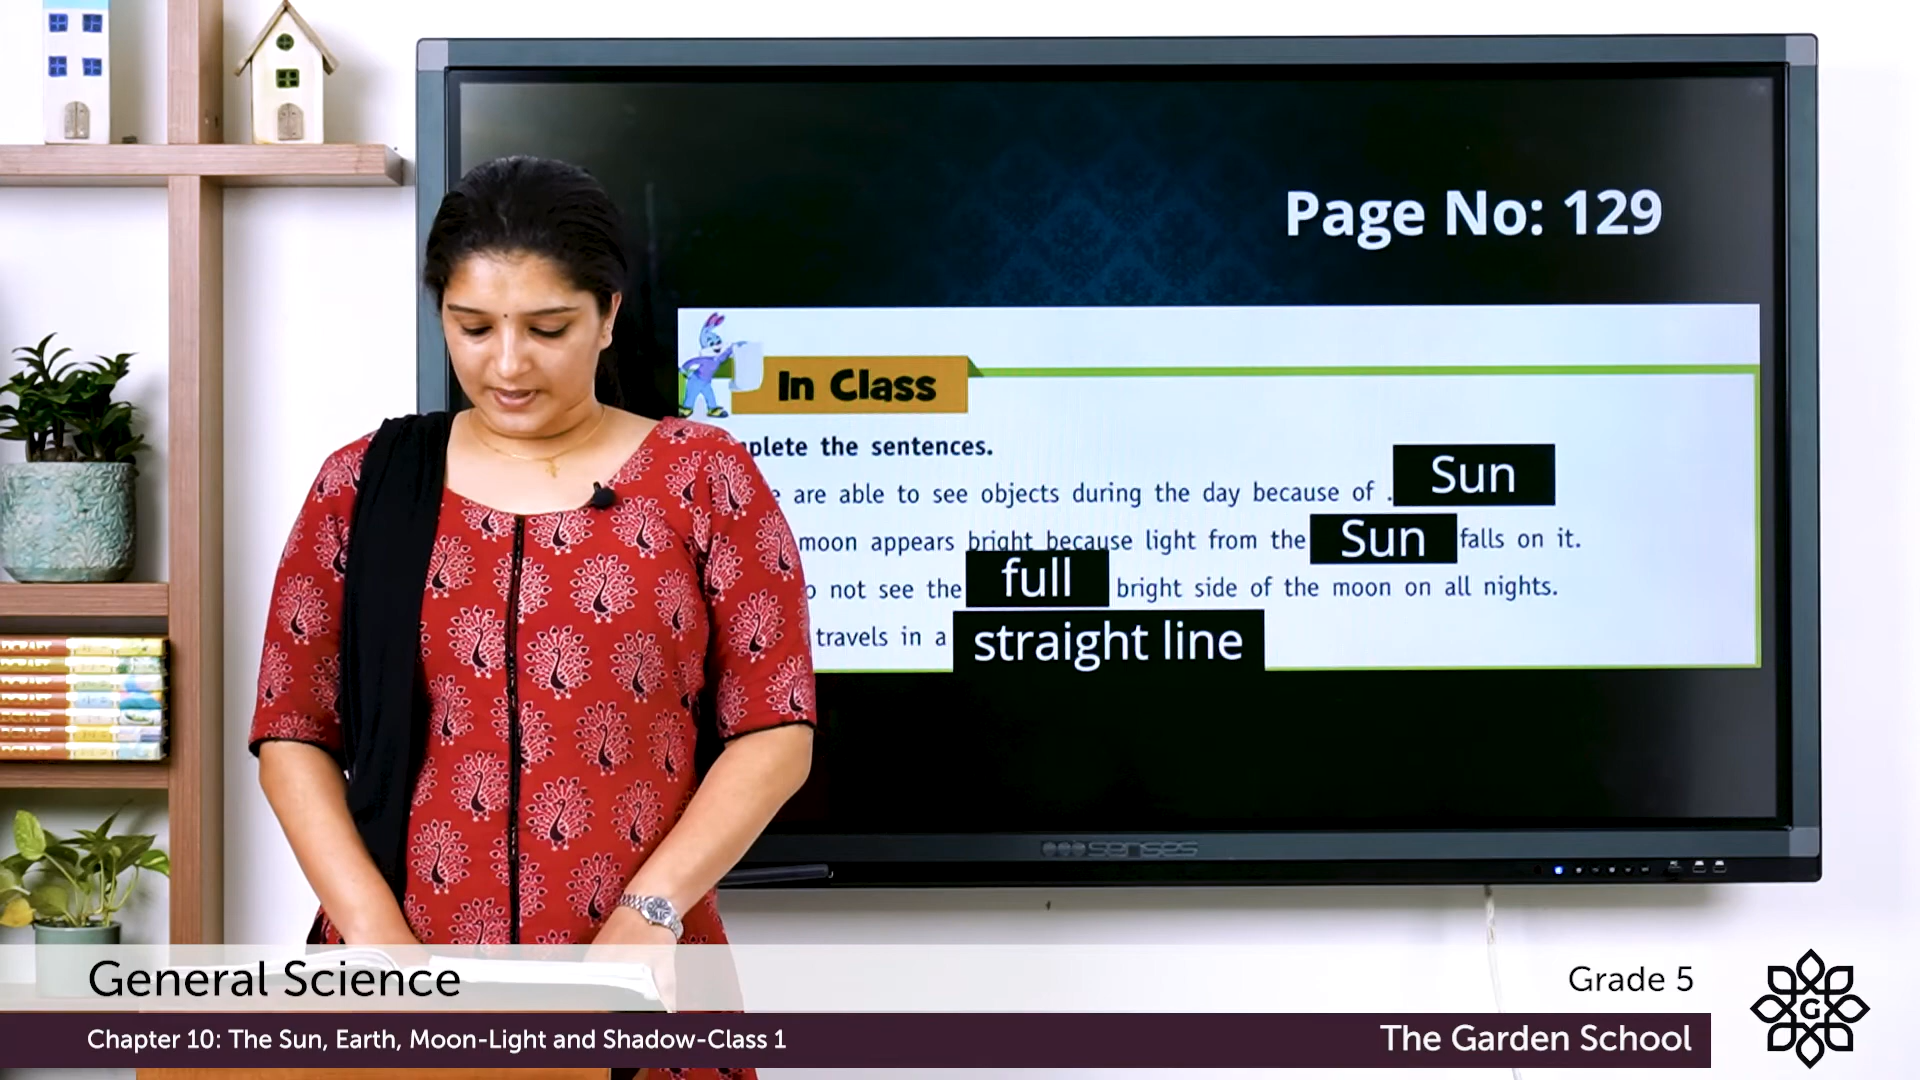 Page No: 129
In Class
plete the sentences.
e are able to see objects during the day because of . Sun
moon appears bright because light from the Sun falls on it.
o not see the full bright side of the moon on all nights.
travels in a straight line
senses
General Science
Grade 5
Chapter 10: The Sun, Earth, Moon-Light and Shadow-Class 1
The Garden School
G